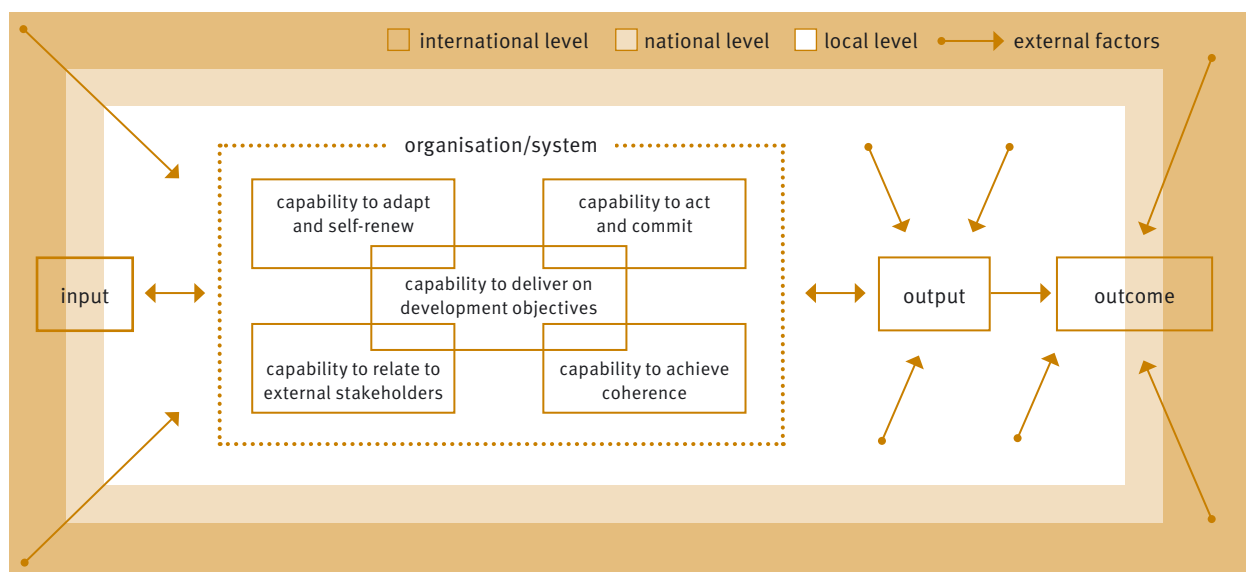 international level
national level
local level
external factors
organisation/system
capability to adapt
and self-renew
capability to act
and commit
capability to deliver on
development objectives
capability to relate to
external stakeholders
capability to achieve
coherence
input
output
outcome